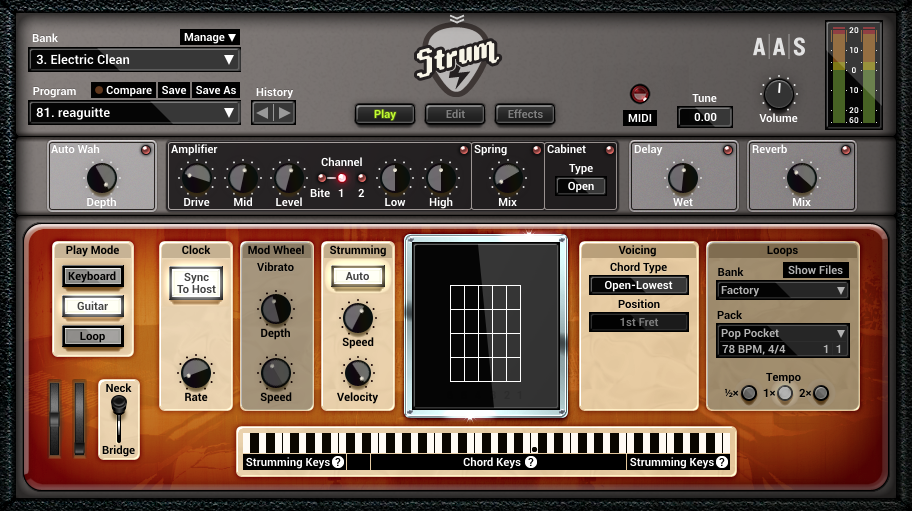 Bank
Manage ▼
3. Electric Clean ▼
Program
Compare
Save
Save As
81. reaguitte ▼
History
Strum
Play
Edit
Effects
MIDI
Tune
0.00
AAS
Volume
20
10
0
10
20
60
Auto Wah
Depth
Amplifier
Drive
Mid
Level
Channel
Bite 1 2
Low
High
Spring
Mix
Cabinet
Type
Open
Delay
Wet
Reverb
Mix
Play Mode
Keyboard
Guitar
Loop
Neck
Bridge
Clock
Sync
To Host
Rate
Mod Wheel
Vibrato
Depth
Speed
Strumming
Auto
Speed
Velocity
Voicing
Chord Type
Open-Lowest
Position
1st Fret
Loops
Bank
Show Files
Factory ▼
Pack
Pop Pocket ▼
78 BPM, 4/4 1 1
Tempo
½× 1× 2×
Strumming Keys ?
Chord Keys ?
Strumming Keys ?